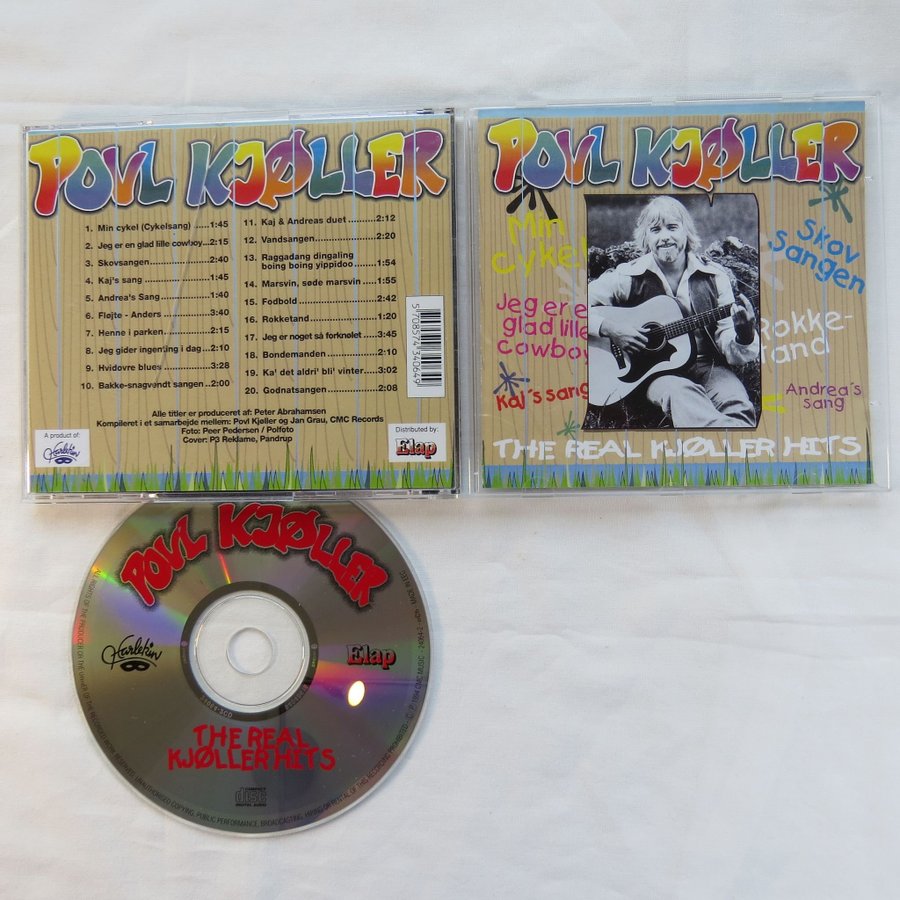 POVL KJØLLER
1. Min cykel (Cykelsang) .....1:45
2. Jeg er en glad lille cowboy...2:15
3. Skovsangen................2:40
4. Kaj's sang..................1:45
5. Andrea's Sang.............1:40
6. Fløjte - Anders............3:40
7. Henne i parken............2:15
8. Jeg gider ingenting i dag..2:10
9. Hvidovre blues............3:28
10. Bakke-snagvendt sangen..2:00
11. Kaj & Andreas duet..........2:12
12. Vandsangen................2:20
13. Raggadang dingaling
boing boing yippidoo........1:54
14. Marsvin, søde marsvin......1:55
15. Fodbold....................2:42
16. Rokketand..................1:20
17. Jeg er noget så forknolet...3:45
18. Bondemanden...............2:10
19. Ka' det aldri' bli' vinter......3:02
20. Godnatsangen..............2:08
5708574340649
Alle titler er produceret af: Peter Abrahamsen
Kompileret i et samarbejde mellem: Povl Kjøller og Jan Grau, CMC Records
Foto: Peer Pedersen / Polfoto
Cover: P3 Reklame, Pandrup
A product of:
Harlekin
Distributed by:
Elap
POVL KJØLLER
Min
Cykel
Skov
Sangen
Jeg er e
glad lille
cowboy
Rokke-
tand
Kaj's sang
Andrea's
sang
THE REAL KJØLLER HITS
POVL KJØLLER
Harlekin
Elap
THE REAL
KJØLLER HITS
COMPACT
disc
DIGITAL AUDIO